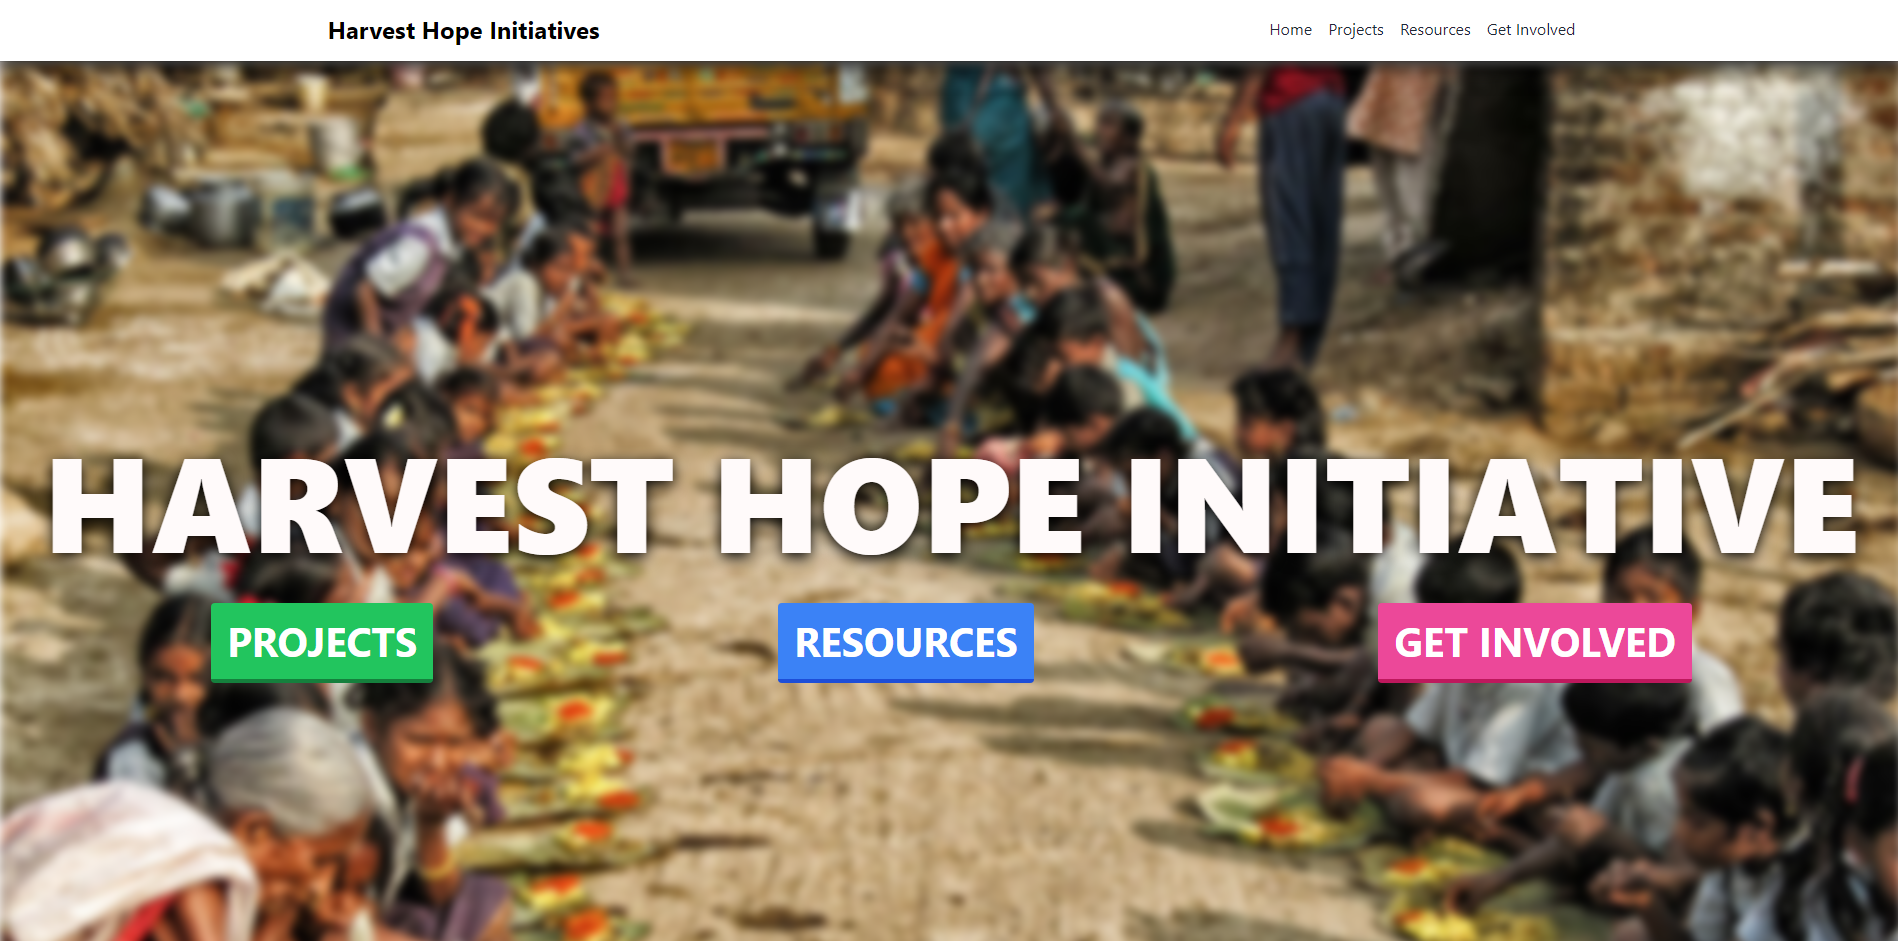 Harvest Hope Initiatives
Home Projects Resources Get Involved
HARVEST HOPE INITIATIVE
PROJECTS RESOURCES GET INVOLVED